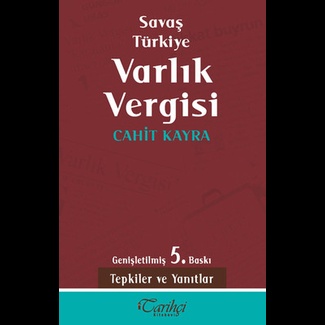 Savaş
Türkiye
Varlık
Vergisi
CAHİT KAYRA
Genişletilmiş 5. Baskı
Tepkiler ve Yanıtlar
Tarihçi